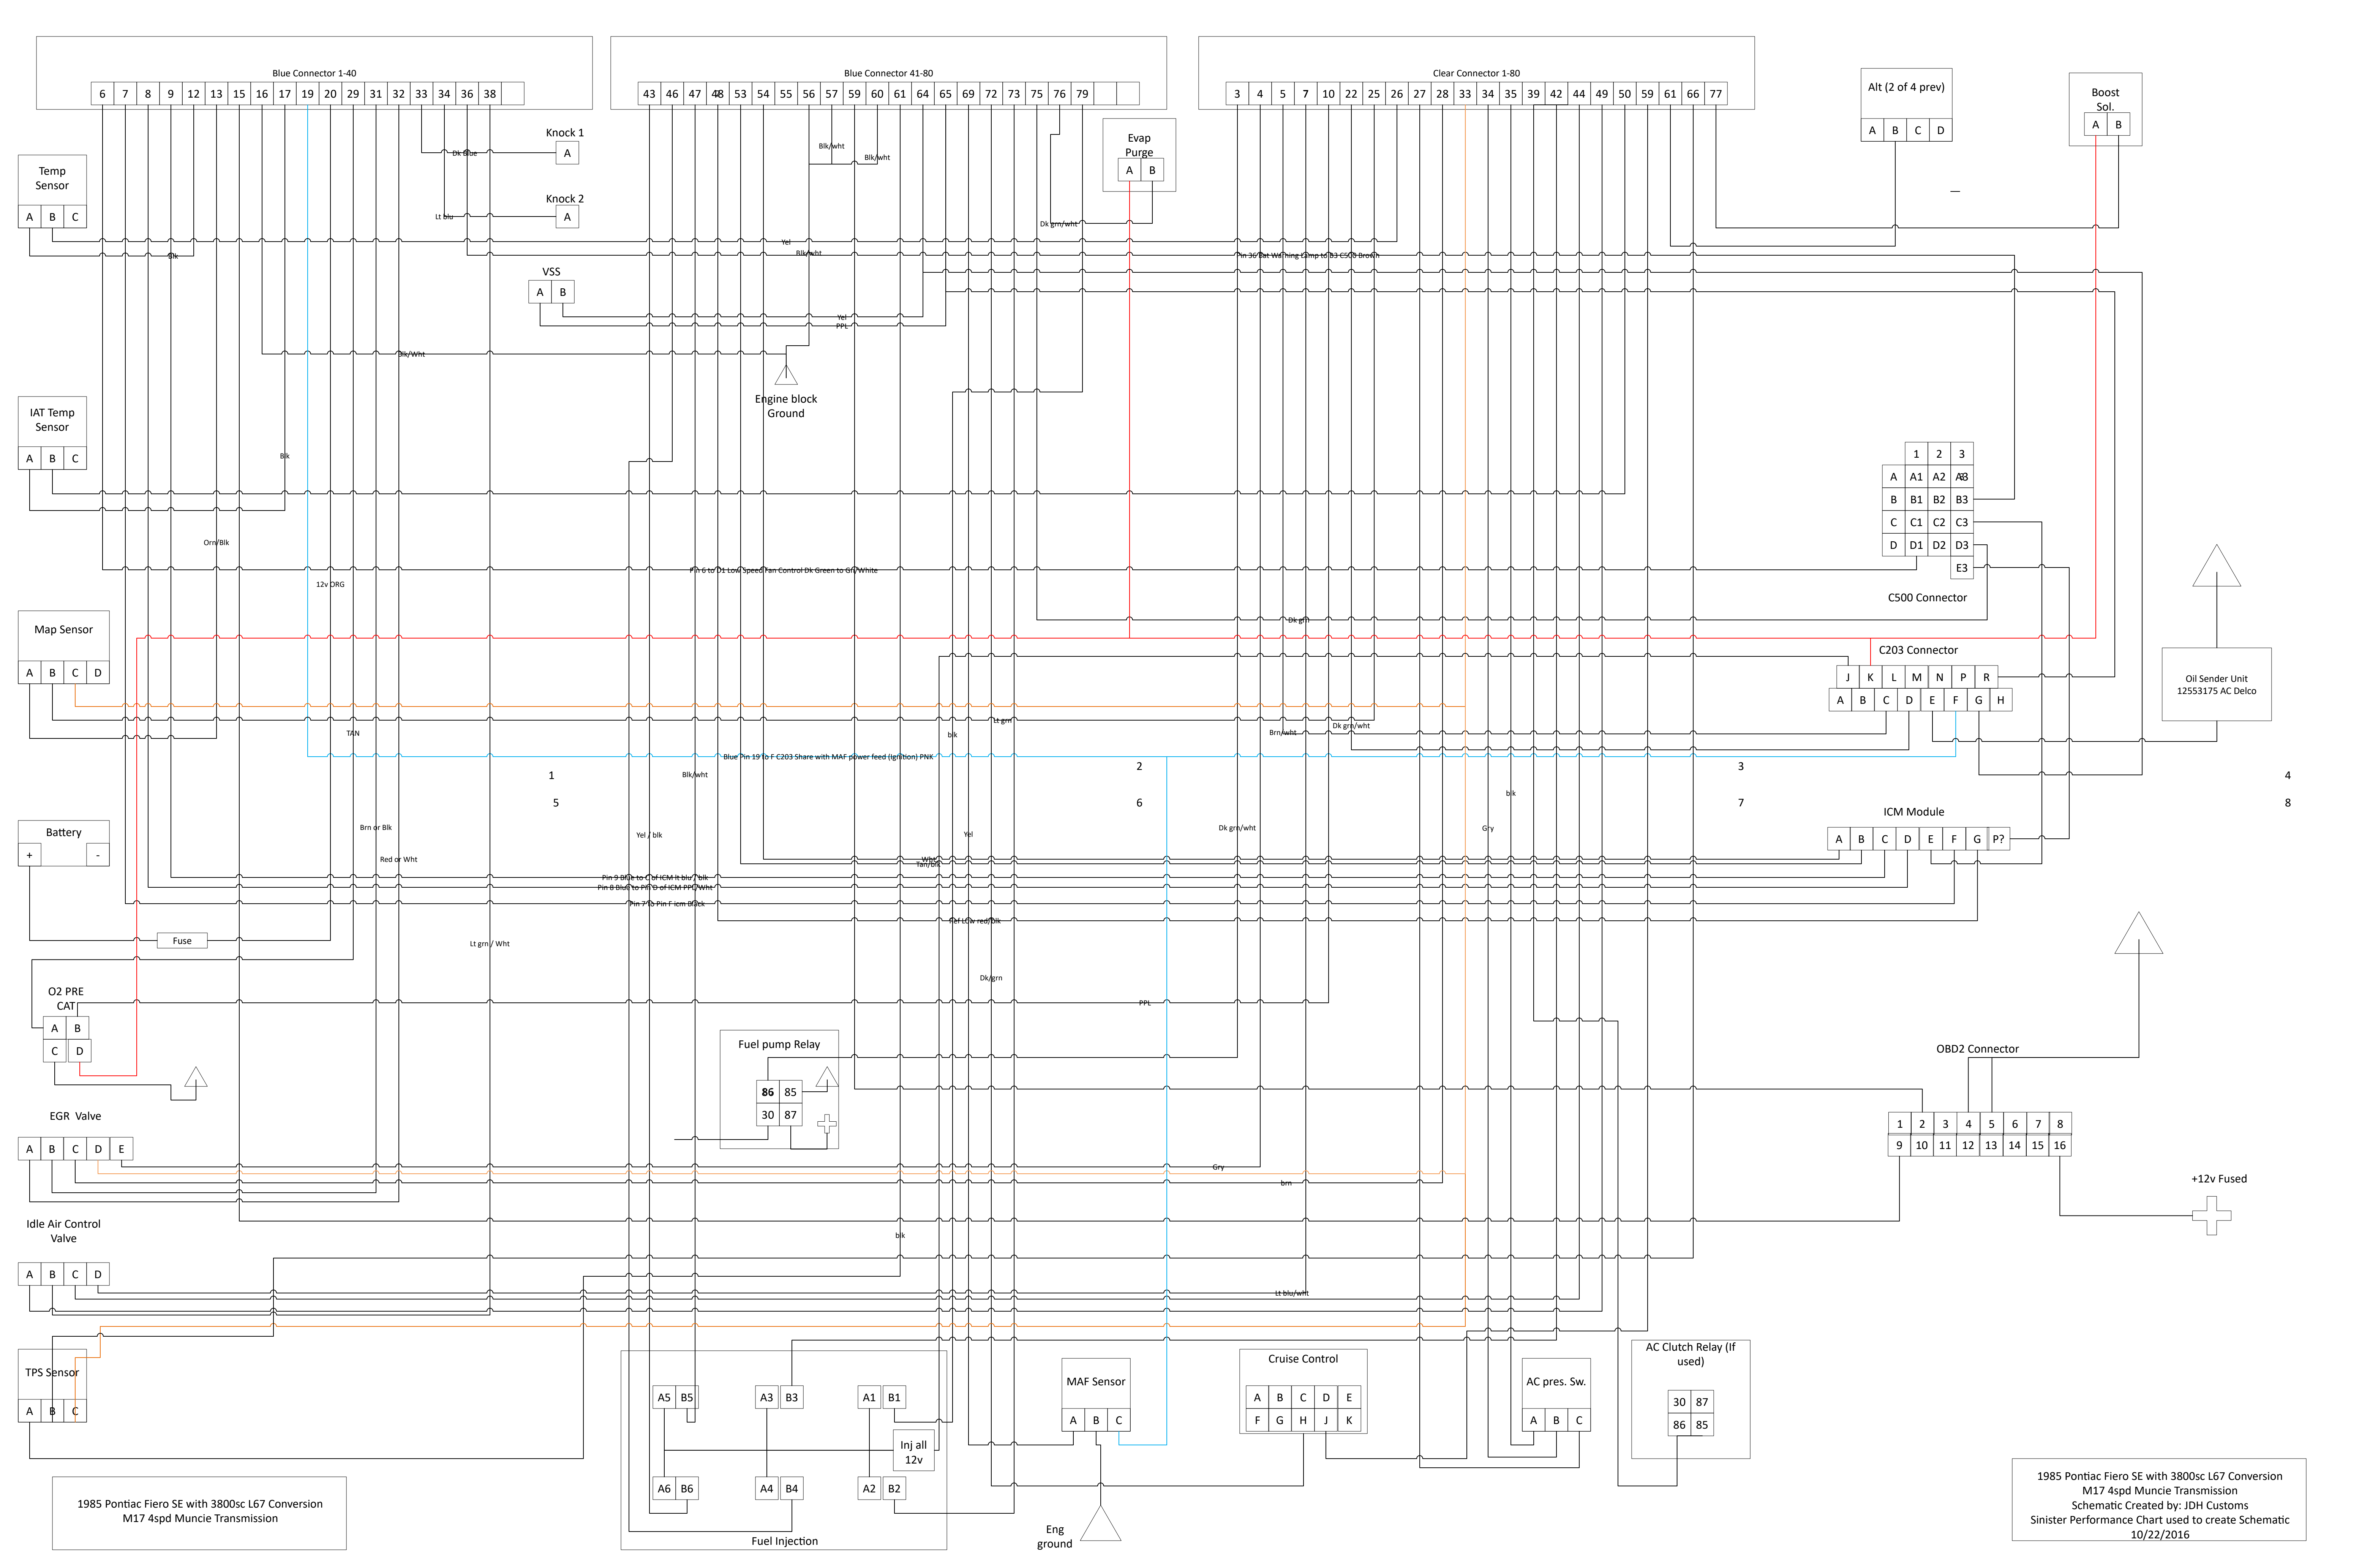 Blue Connector 1-40
6 7 8 9 12 13 15 16 17 19 20 29 31 32 33 34 36 38
Blue Connector 41-80
43 46 47 48 53 54 55 56 57 59 60 61 64 65 69 72 73 75 76 79
Clear Connector 1-80
3 4 5 7 10 22 25 26 27 28 33 34 35 39 42 44 49 50 59 61 66 77
Alt (2 of 4 prev)
A B C D
Boost
Sol.
A B
Knock 1
A
Dk Blue
Knock 2
A
Lt blu
Blk/wht
Blk/wht
Evap
Purge
A B
Dk grn/wht
Temp
Sensor
A B C
Blk
Yel
Blk/wht
Pin 36 Bat Warning Lamp to B3 C500 Brown
VSS
A B
Yel
PPL
Blk/Wht
Engine block
Ground
IAT Temp
Sensor
A B C
Blk
1 2 3
A A1 A2 A3
B B1 B2 B3
C C1 C2 C3
D D1 D2 D3
E3
C500 Connector
Orn/Blk
12v ORG
Pin 6 to D1 Low Speed Fan Control Dk Green to Gn/White
Dk grn
Map Sensor
A B C D
C203 Connector
J K L M N P R
A B C D E F G H
Oil Sender Unit
12553175 AC Delco
TAN
Lt grn
blk
Brn/wht
Dk grn/wht
Blue Pin 19 To F C203 Share with MAF power feed (Ignition) PNK
1
2
3
4
Blk/wht
blk
5
6
7
8
Battery
+ -
Brn or Blk
Yel / blk
Yel
Dk grn/wht
Gry
ICM Module
A B C D E F G P?
Red or Wht
Wht
Tan/blk
Pin 9 Blue to C of ICM lt blu / blk
Pin 8 Blue to Pin D of ICM PPL/Wht
Pin 7 To Pin F icm Black
Ref Low red/blk
Fuse
Lt grn / Wht
Dk/grn
PPL
O2 PRE
CAT
A B
C D
Fuel pump Relay
86 85
30 87
OBD2 Connector
1 2 3 4 5 6 7 8
9 10 11 12 13 14 15 16
+12v Fused
EGR  Valve
A B C D E
Gry
brn
Idle Air Control
Valve
A B C D
blk
Lt blu/wht
TPS Sensor
A B C
A5 B5 A3 B3 A1 B1
Inj all
12v
A6 B6 A4 B4 A2 B2
Fuel Injection
MAF Sensor
A B C
Eng
ground
Cruise Control
A B C D E
F G H J K
AC pres. Sw.
A B C
AC Clutch Relay (If
used)
30 87
86 85
1985 Pontiac Fiero SE with 3800sc L67 Conversion
M17 4spd Muncie Transmission
1985 Pontiac Fiero SE with 3800sc L67 Conversion
M17 4spd Muncie Transmission
Schematic Created by: JDH Customs
Sinister Performance Chart used to create Schematic
10/22/2016